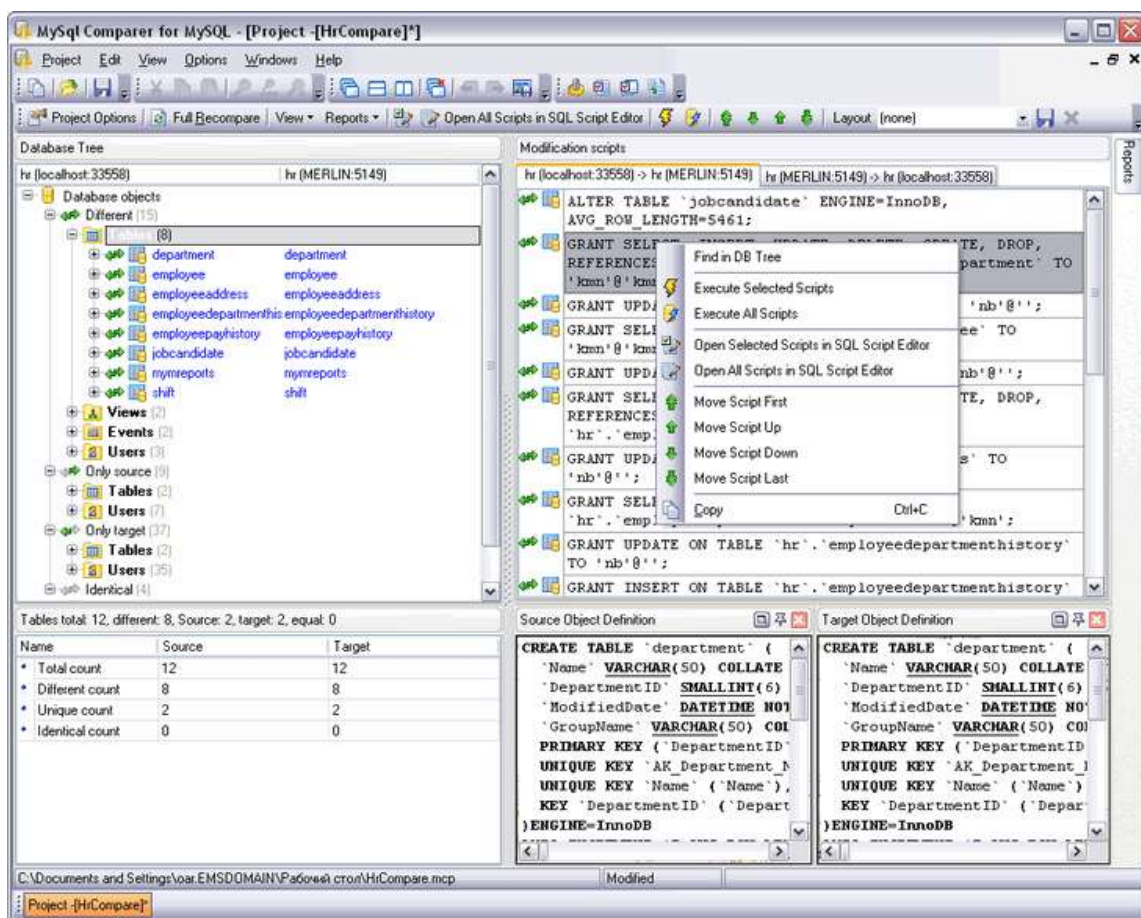 MySql Comparer for MySQL - [Project -[HrCompare]*]
Project Edit View Options Windows Help
Project Options Full Recompare View Reports Open All Scripts in SQL Script Editor Layout (none)
Database Tree
hr (localhost:33558) hr (MERLIN:5149)
Database objects
Different (15)
Tables (8)
department department
employee employee
employeeaddress employeeaddress
employeedepartmenthis employeedepartmenthistory
employeepayhistory employeepayhistory
jobcandidate jobcandidate
mymreports mymreports
shift shift
Views (2)
Events (2)
Users (3)
Only source (9)
Tables (2)
Users (7)
Only target (37)
Tables (2)
Users (35)
Identical (4)
Modification scripts
hr (localhost:33558) -> hr (MERLIN:5149) hr (MERLIN:5149) -> hr (localhost:33558)
ALTER TABLE `jobcandidate` ENGINE=InnoDB,
AVG_ROW_LENGTH=5461;
GRANT SELECT, INSERT, UPDATE, DELETE, CREATE, DROP,
REFERENCES partment` TO
'kmn'@'kmn
GRANT UPDA 'nb'@'';
GRANT SELE ee` TO
'kmn'@'kmn
GRANT UPDA nb'@'';
GRANT SELE TE, DROP,
REFERENCES
`hr`.`empl
GRANT UPDA s` TO
'nb'@'';
GRANT SELE
`hr`.`empl 'kmn';
GRANT UPDATE ON TABLE `hr`.`employeedepartmenthistory`
TO 'nb'@'';
GRANT INSERT ON TABLE `hr`.`employeedepartmenthistory`
Find in DB Tree
Execute Selected Scripts
Execute All Scripts
Open Selected Scripts in SQL Script Editor
Open All Scripts in SQL Script Editor
Move Script First
Move Script Up
Move Script Down
Move Script Last
Copy Ctrl+C
Reports
Tables total: 12, different: 8, Source: 2, target: 2, equal: 0
Name Source Target
Total count 12 12
Different count 8 8
Unique count 2 2
Identical count 0 0
Source Object Definition
CREATE TABLE `department` (
`Name` VARCHAR(50) COLLATE
`DepartmentID` SMALLINT(6)
`ModifiedDate` DATETIME NOT
`GroupName` VARCHAR(50) COL
PRIMARY KEY (`DepartmentID`
UNIQUE KEY `AK_Department_N
UNIQUE KEY `Name` (`Name`),
KEY `DepartmentID` (`Depart
)ENGINE=InnoDB
Target Object Definition
CREATE TABLE `department` (
`Name` VARCHAR(50) COLLATE
`DepartmentID` SMALLINT(6)
`ModifiedDate` DATETIME NO
`GroupName` VARCHAR(50) CO
PRIMARY KEY (`DepartmentID
UNIQUE KEY `AK_Department_
UNIQUE KEY `Name` (`Name`)
KEY `DepartmentID` (`Depar
)ENGINE=InnoDB
C:\Documents and Settings\oar.EMSDOMAIN\Рабочий стол\HrCompare.mcp Modified
Project -[HrCompare]*